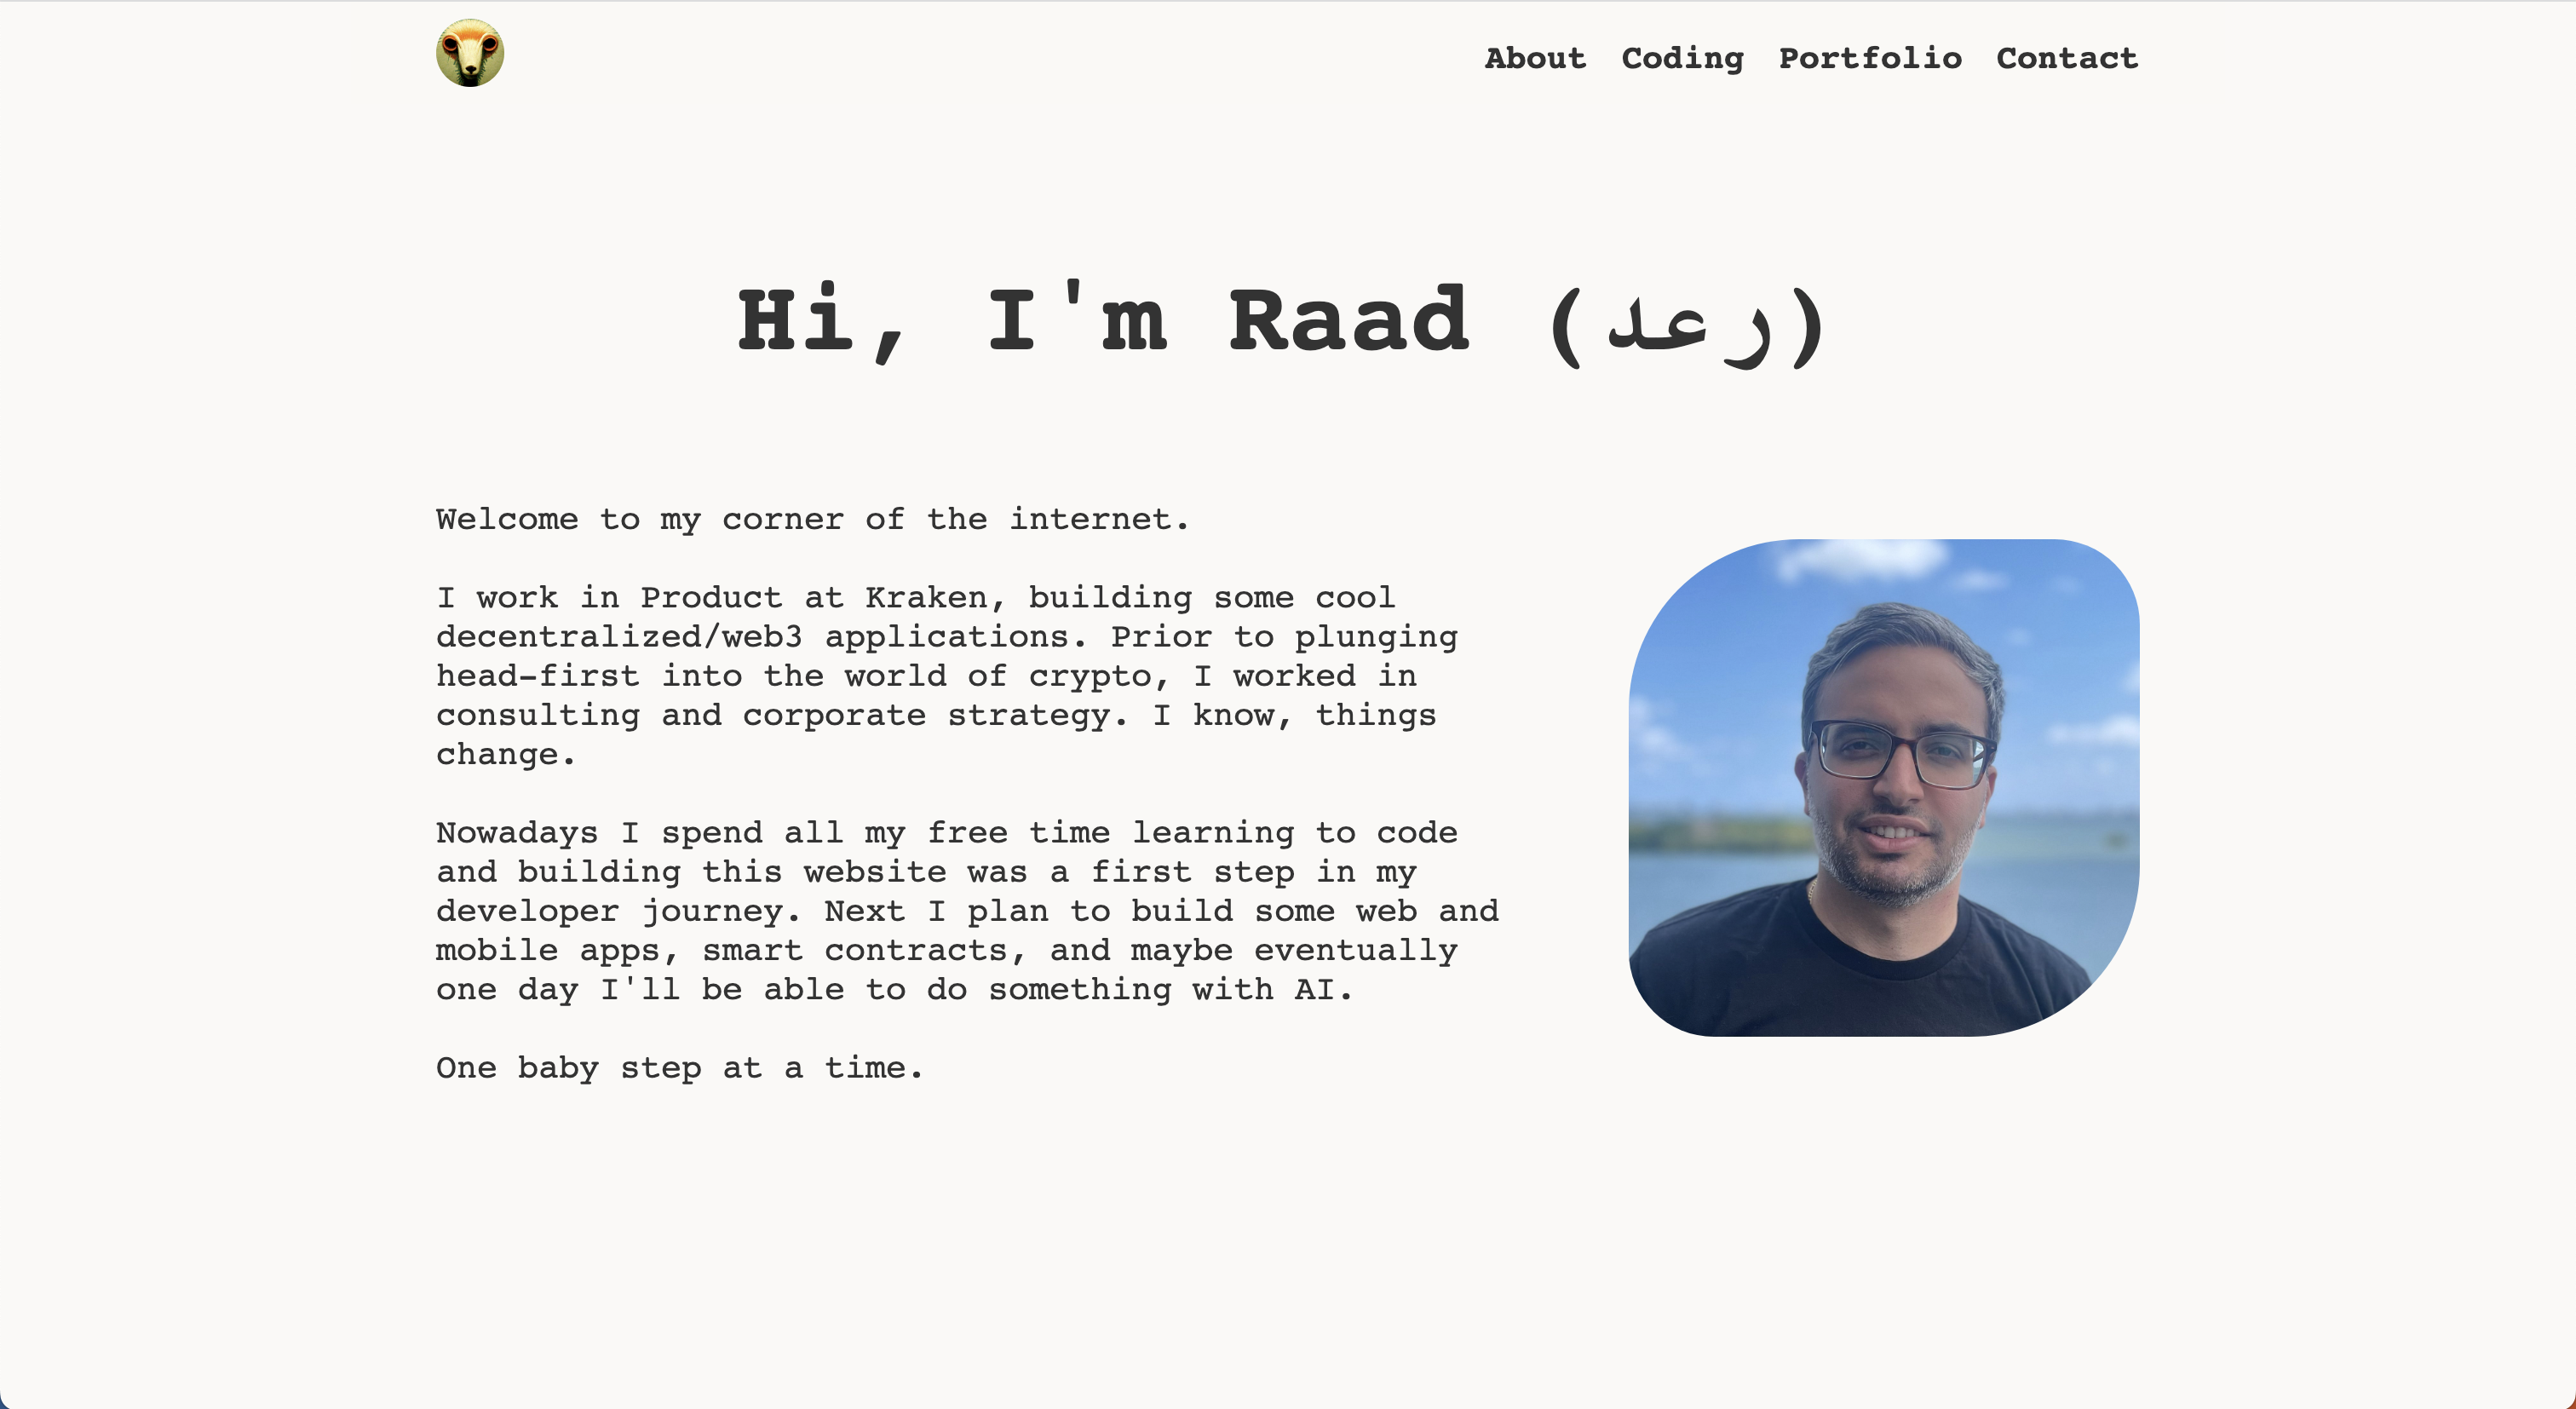 About Coding Portfolio Contact
Hi, I'm Raad (رعد)
Welcome to my corner of the internet.
I work in Product at Kraken, building some cool
decentralized/web3 applications. Prior to plunging
head-first into the world of crypto, I worked in
consulting and corporate strategy. I know, things
change.
Nowadays I spend all my free time learning to code
and building this website was a first step in my
developer journey. Next I plan to build some web and
mobile apps, smart contracts, and maybe eventually
one day I'll be able to do something with AI.
One baby step at a time.